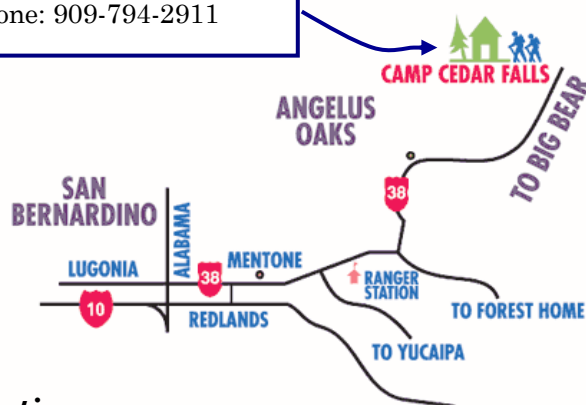 one: 909-794-2911
CAMP CEDAR FALLS
ANGELUS
OAKS
TO BIG BEAR
SAN
BERNARDINO
ALABAMA
38
LUGONIA
38
MENTONE
RANGER
STATION
10
REDLANDS
TO FOREST HOME
TO YUCAIPA